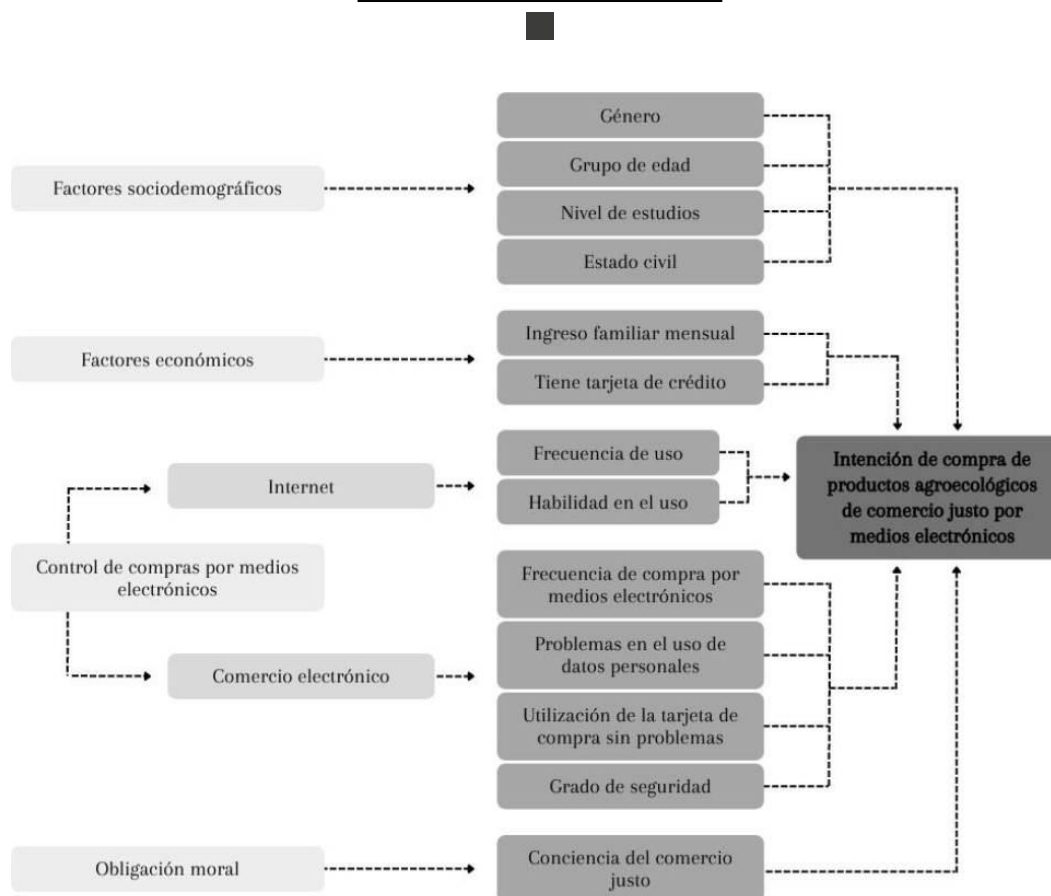 Género
Grupo de edad
Factores sociodemográficos
Nivel de estudios
Estado civil
Ingreso familiar mensual
Factores económicos
Tiene tarjeta de crédito
Frecuencia de uso
Internet
Habilidad en el uso
Intención de compra de
productos agroecológicos
de comercio justo por
medios electrónicos
Control de compras por medios
electrónicos
Frecuencia de compra por
medios electrónicos
Problemas en el uso de
datos personales
Comercio electrónico
Utilización de la tarjeta de
compra sin problemas
Grado de seguridad
Obligación moral
Conciencia del comercio
justo